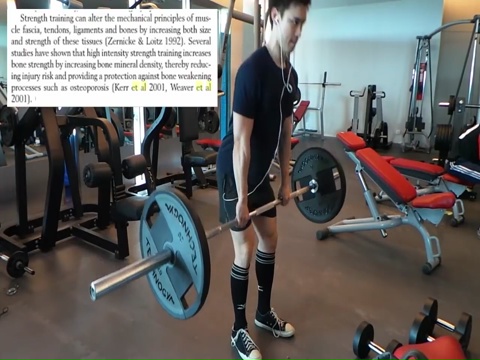 Strength training can alter the mechanical principles of mus-
cle fascia, tendons, ligaments and bones by increasing both size
and strength of these tissues [Zernicke & Loitz 1992]. Several
studies have shown that high intensity strength training increases
bone strength by increasing bone mineral density, thereby reduc-
ing injury risk and providing a protection against bone weakening
processes such as osteoporosis (Kerr et al 2001, Weaver et al
2001).
TECHNOGYM
TECHNOGYM